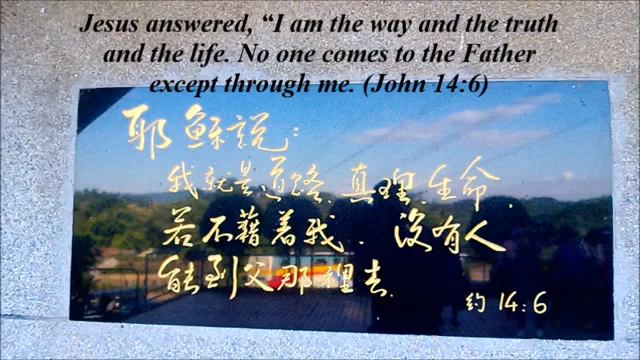 Jesus answered, “I am the way and the truth
and the life. No one comes to the Father
except through me. (John 14:6)
耶穌說：
我就是道路．真理．生命．
若不藉着我．沒有人
能到父那裡去．
約 14：6